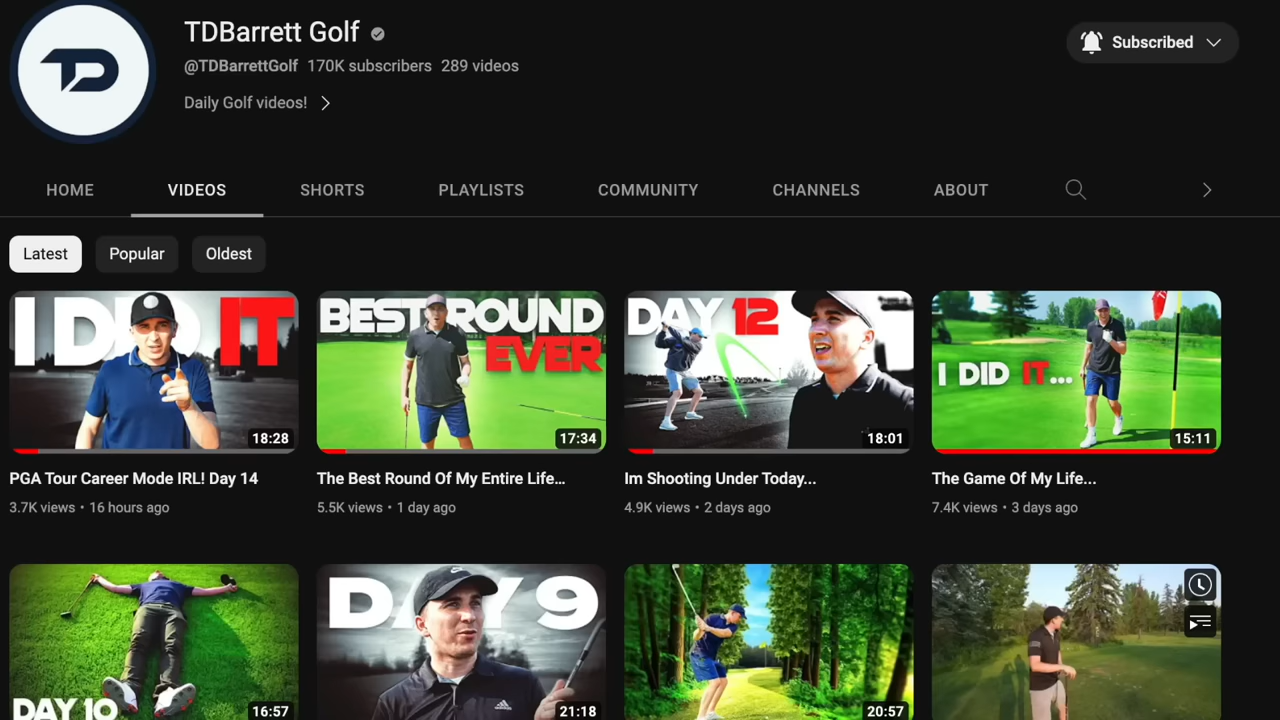 TD
TDBarrett Golf
@TDBarrettGolf 170K subscribers 289 videos
Daily Golf videos!
Subscribed
HOME VIDEOS SHORTS PLAYLISTS COMMUNITY CHANNELS ABOUT
Latest Popular Oldest
I DID IT
18:28
BEST ROUND
EVER
17:34
DAY 12
18:01
I DID IT...
15:11
PGA Tour Career Mode IRL! Day 14
The Best Round Of My Entire Life...
Im Shooting Under Today...
The Game Of My Life...
3.7K views • 16 hours ago
5.5K views • 1 day ago
4.9K views • 2 days ago
7.4K views • 3 days ago
DAY 10
16:57
DAY 9
21:18
20:57